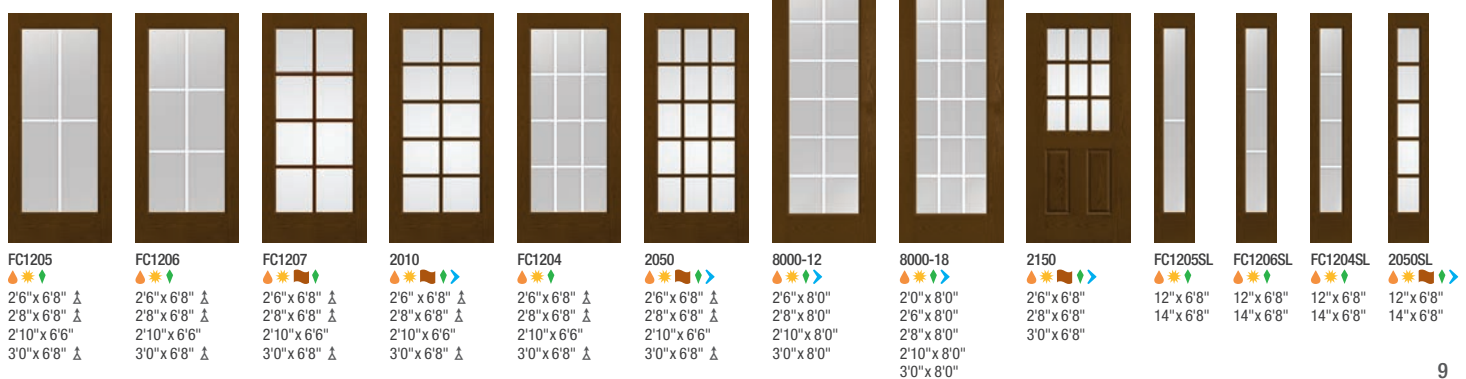 FC1205
2'6"x 6'8"
2'8"x 6'8"
2'10"x 6'6"
3'0"x 6'8"
FC1206
2'6"x 6'8"
2'8"x 6'8"
2'10"x 6'6"
3'0"x 6'8"
FC1207
2'6"x 6'8"
2'8"x 6'8"
2'10"x 6'6"
3'0"x 6'8"
2010
2'6" x 6'8"
2'8"x 6'8"
2'10"x 6'6"
3'0"x 6'8"
FC1204
2'6"x 6'8"
2'8"x 6'8"
2'10"x 6'6"
3'0"x 6'8"
2050
2'6"x 6'8"
2'8"x 6'8"
2'10"x 6'6"
3'0"x 6'8"
8000-12
2'6"x 8'0"
2'8"x 8'0"
2'10"x 8'0"
3'0"x 8'0"
8000-18
2'0"x 8'0"
2'6"x 8'0"
2'8"x 8'0"
2'10"x 8'0"
3'0"x 8'0"
2150
2'6"x 6'8"
2'8"x 6'8"
3'0"x 6'8"
FC1205SL
12"x 6'8"
14"x 6'8"
FC1206SL
12"x 6'8"
14"x 6'8"
FC1204SL
12"x 6'8"
14"x 6'8"
2050SL
12"x 6'8"
14"x 6'8"
9